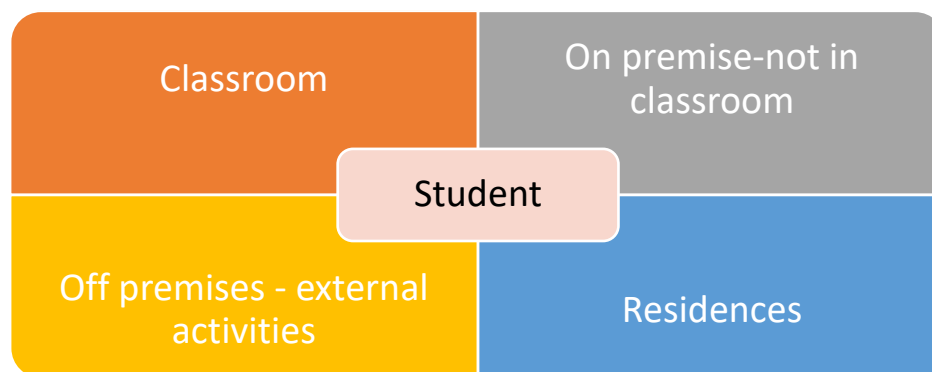 Classroom
On premise-not in
classroom
Student
Off premises - external
activities
Residences